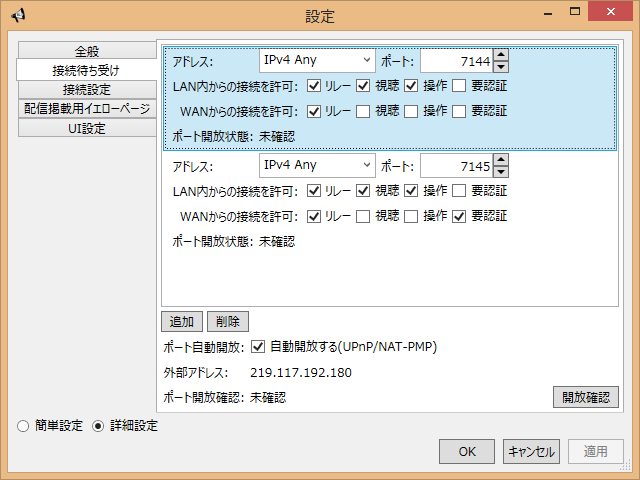 設定
全般
接続待ち受け
接続設定
配信掲載用イエローページ
UI設定
アドレス: IPv4 Any ポート: 7144
LAN内からの接続を許可: リレー 視聴 操作 要認証
WANからの接続を許可: リレー 視聴 操作 要認証
ポート開放状態: 未確認
アドレス: IPv4 Any ポート: 7145
LAN内からの接続を許可: リレー 視聴 操作 要認証
WANからの接続を許可: リレー 視聴 操作 要認証
ポート開放状態: 未確認
追加 削除
ポート自動開放: 自動開放する(UPnP/NAT-PMP)
外部アドレス: 219.117.192.180
ポート開放確認: 未確認 開放確認
簡単設定 詳細設定
OK キャンセル 適用